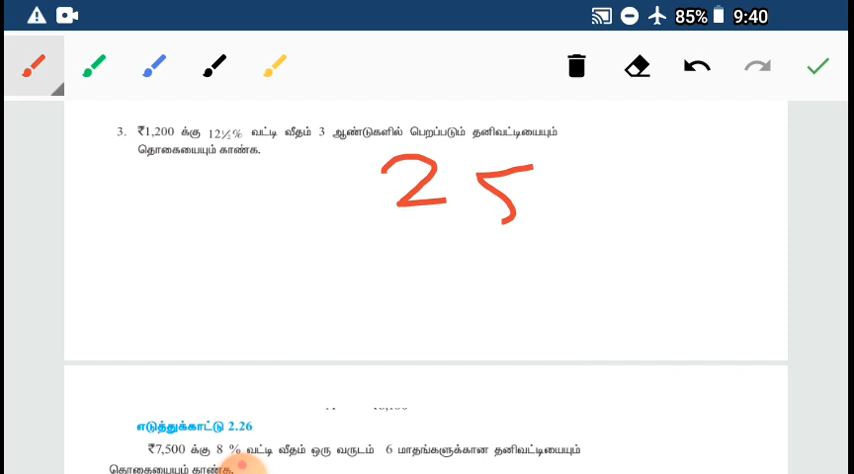 85% 9:40
3. ₹1,200 க்கு 12½% வட்டி வீதம் 3 ஆண்டுகளில் பெறப்படும் தனிவட்டியையும்
தொகையையும் காண்க.
25
எடுத்துக்காட்டு 2.26
₹7,500 க்கு 8 % வட்டி வீதம் ஒரு வருடம் 6 மாதங்களுக்கான தனிவட்டியையும்
தொகையையும் காண்க.